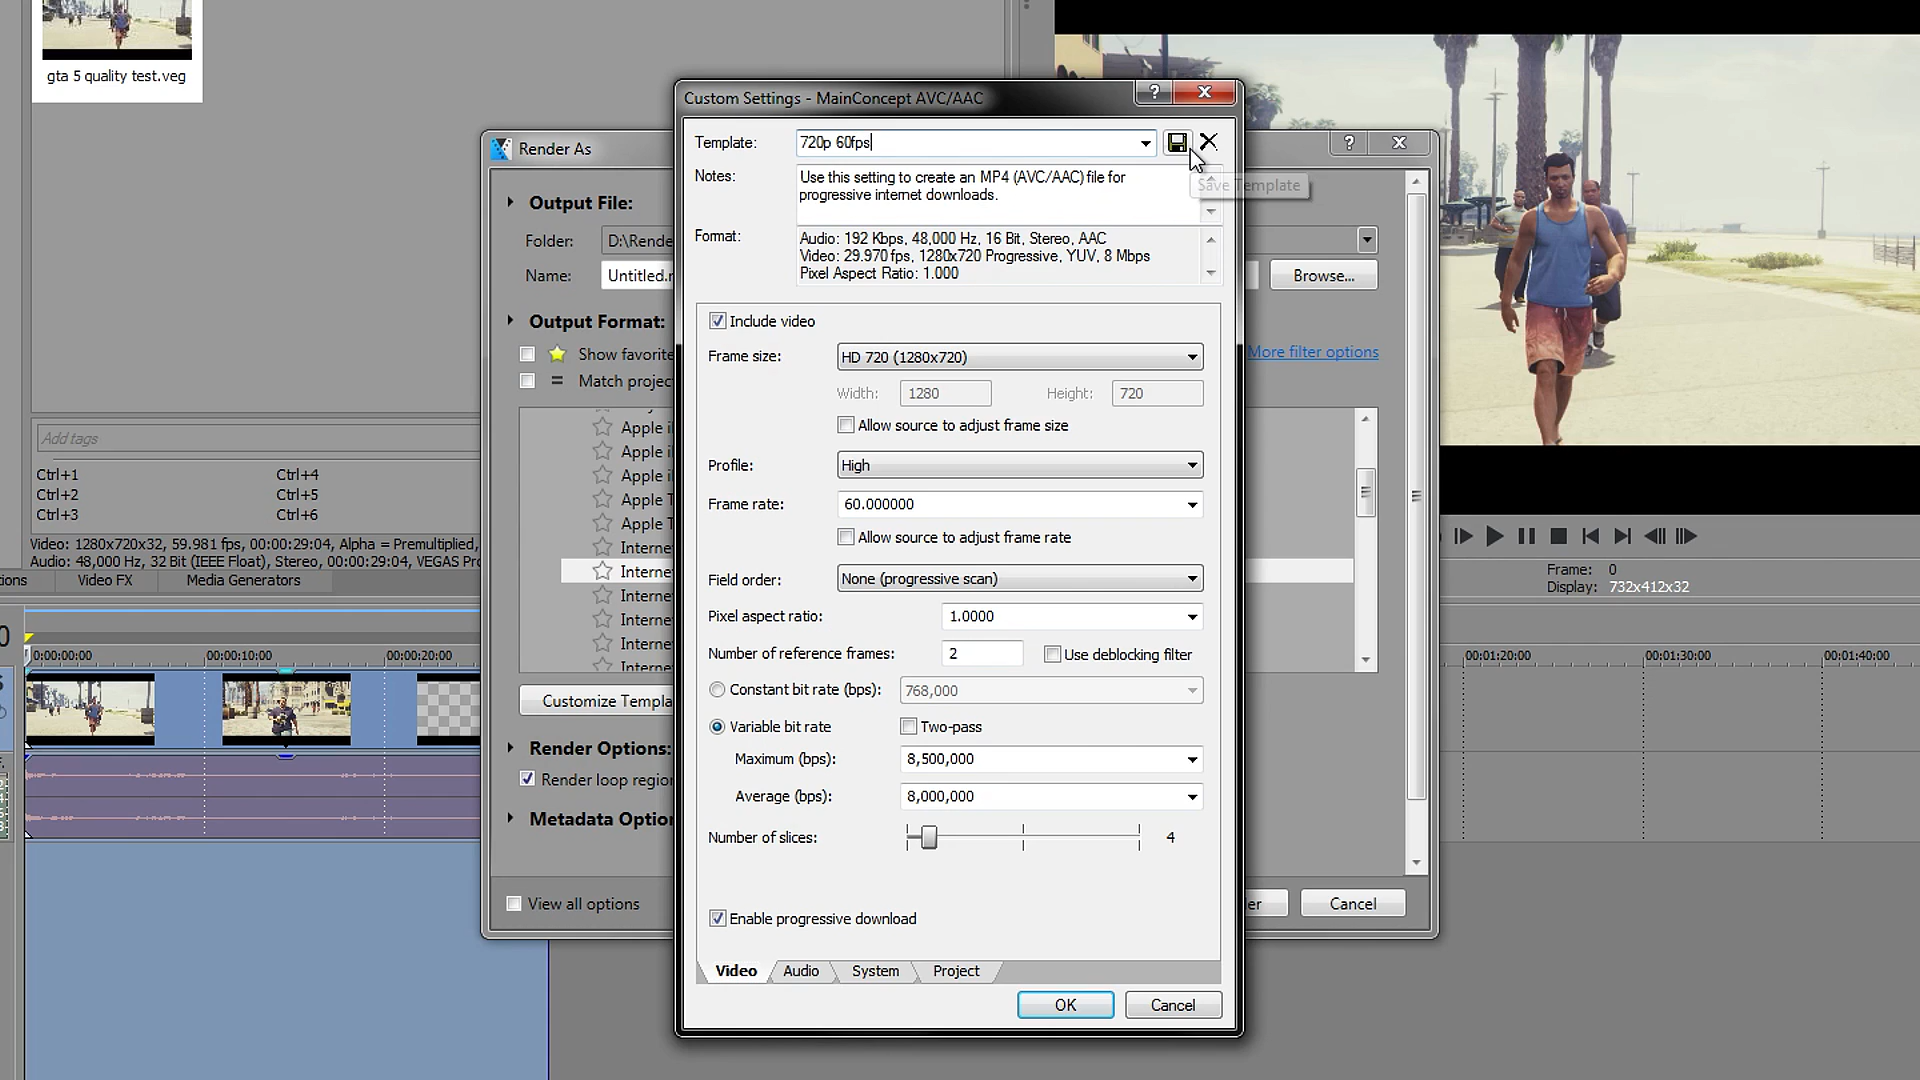 gta 5 quality test.veg
Add tags
Ctrl+1
Ctrl+4
Ctrl+2
Ctrl+5
Ctrl+3
Ctrl+6
Video: 1280x720x32, 59.981 fps, 00:00:29:04, Alpha = Premultiplied,
Audio: 48,000 Hz, 32 Bit (IEEE Float), Stereo, 00:00:29:04, VEGAS Pr
ions
Video FX
Media Generators
0:00:00:00
00:00:10:00
00:00:20:00
Render As
?
Output File:
Folder:
D:\Rende
Name:
Untitled.
Browse...
Output Format:
Show favorite
Match projec
More filter options
Apple i
Apple i
Apple i
Apple T
Apple T
Interne
Interne
Interne
Interne
Interne
Interne
Customize Templa
Render Options:
Render loop region
Metadata Option
View all options
er
Cancel
Custom Settings - MainConcept AVC/AAC
?
Template:
720p 60fps
Save Template
Notes:
Use this setting to create an MP4 (AVC/AAC) file for
progressive internet downloads.
Format:
Audio: 192 Kbps, 48,000 Hz, 16 Bit, Stereo, AAC
Video: 29.970 fps, 1280x720 Progressive, YUV, 8 Mbps
Pixel Aspect Ratio: 1.000
Include video
Frame size:
HD 720 (1280x720)
Width:
1280
Height:
720
Allow source to adjust frame size
Profile:
High
Frame rate:
60.000000
Allow source to adjust frame rate
Field order:
None (progressive scan)
Pixel aspect ratio:
1.0000
Number of reference frames:
2
Use deblocking filter
Constant bit rate (bps):
768,000
Variable bit rate
Two-pass
Maximum (bps):
8,500,000
Average (bps):
8,000,000
Number of slices:
4
Enable progressive download
Video
Audio
System
Project
OK
Cancel
Frame:
0
Display:
732x412x32
00:01:20:00
00:01:30:00
00:01:40:00